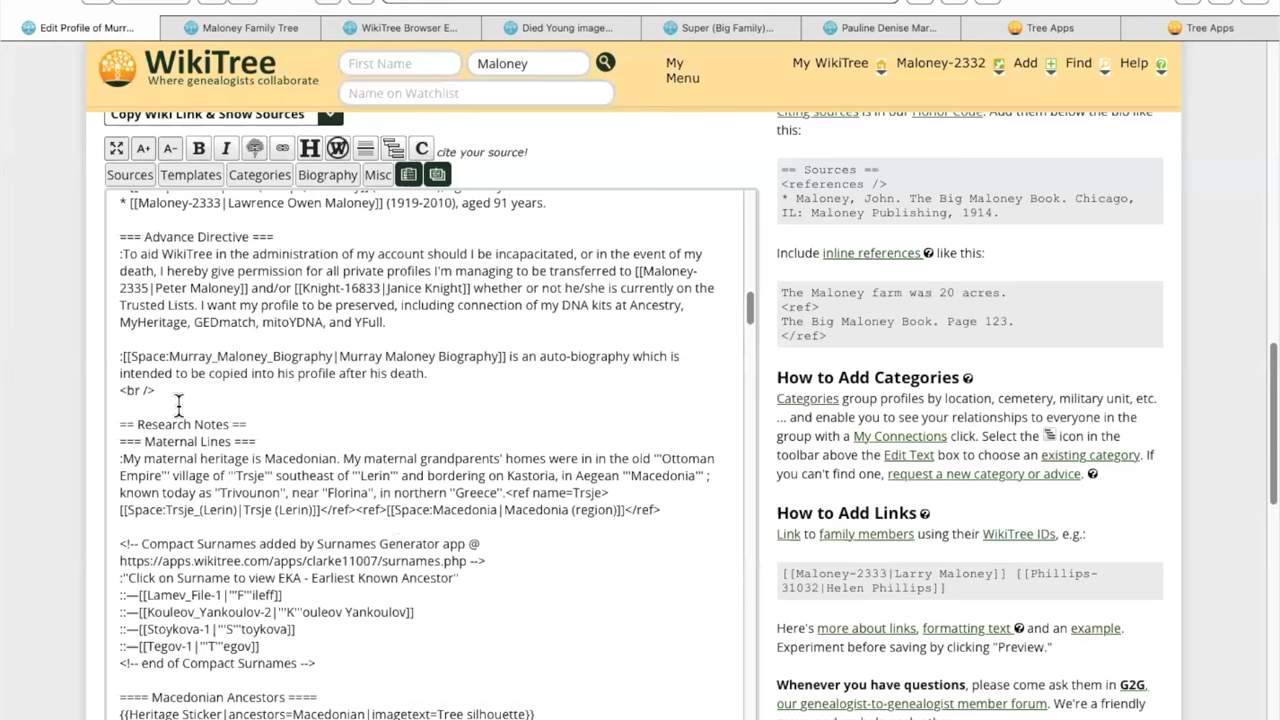 Edit Profile of Murr...
Maloney Family Tree
WikiTree Browser E...
Died Young image...
Super (Big Family)...
Pauline Denise Mar...
Tree Apps
Tree Apps
WikiTree
Where genealogists collaborate
First Name
Maloney
Name on Watchlist
My
Menu
My WikiTree
Maloney-2332
Add
Find
Help
Copy Wiki Link & Show Sources
A+ A- B I H W C cite your source!
Sources Templates Categories Biography Misc
* [[Maloney-2333|Lawrence Owen Maloney]] (1919-2010), aged 91 years.
=== Advance Directive ===
:To aid WikiTree in the administration of my account should I be incapacitated, or in the event of my
death, I hereby give permission for all private profiles I'm managing to be transferred to [[Maloney-
2335|Peter Maloney]] and/or [[Knight-16833|Janice Knight]] whether or not he/she is currently on the
Trusted Lists. I want my profile to be preserved, including connection of my DNA kits at Ancestry,
MyHeritage, GEDmatch, mitoYDNA, and YFull.
:[[Space:Murray_Maloney_Biography|Murray Maloney Biography]] is an auto-biography which is
intended to be copied into his profile after his death.
<br />
== Research Notes ==
=== Maternal Lines ===
:My maternal heritage is Macedonian. My maternal grandparents' homes were in in the old '''Ottoman
Empire''' village of '''Trsje''' southeast of '''Lerin''' and bordering on Kastoria, in Aegean '''Macedonia''' ;
known today as ''Trivounon'', near ''Florina'', in northern ''Greece''.<ref name=Trsje>
[[Space:Trsje_(Lerin)|Trsje (Lerin)]]</ref><ref>[[Space:Macedonia|Macedonia (region)]]</ref>
<!-- Compact Surnames added by Surnames Generator app @
https://apps.wikitree.com/apps/clarke11007/surnames.php -->
:''Click on Surname to view EKA - Earliest Known Ancestor''
::—[[Lamev_File-1|'''F'''ileff]]
::—[[Kouleov_Yankoulov-2|'''K'''ouleov Yankoulov]]
::—[[Stoykova-1|'''S'''toykova]]
::—[[Tegov-1|'''T'''egov]]
<!-- end of Compact Surnames -->
==== Macedonian Ancestors ====
{{Heritage Sticker|ancestors=Macedonian|imagetext=Tree silhouette}}
Citing sources is in our Honor Code. Add them below the bio like
this:
== Sources ==
<references />
* Maloney, John. The Big Maloney Book. Chicago,
IL: Maloney Publishing, 1914.
Include inline references like this:
The Maloney farm was 20 acres.
<ref>
The Big Maloney Book. Page 123.
</ref>
How to Add Categories
Categories group profiles by location, cemetery, military unit, etc.
... and enable you to see your relationships to everyone in the
group with a My Connections click. Select the icon in the
toolbar above the Edit Text box to choose an existing category. If
you can't find one, request a new category or advice.
How to Add Links
Link to family members using their WikiTree IDs, e.g.:
[[Maloney-2333|Larry Maloney]] [[Phillips-
31032|Helen Phillips]]
Here's more about links, formatting text and an example.
Experiment before saving by clicking "Preview."
Whenever you have questions, please come ask them in G2G,
our genealogist-to-genealogist member forum. We're a friendly